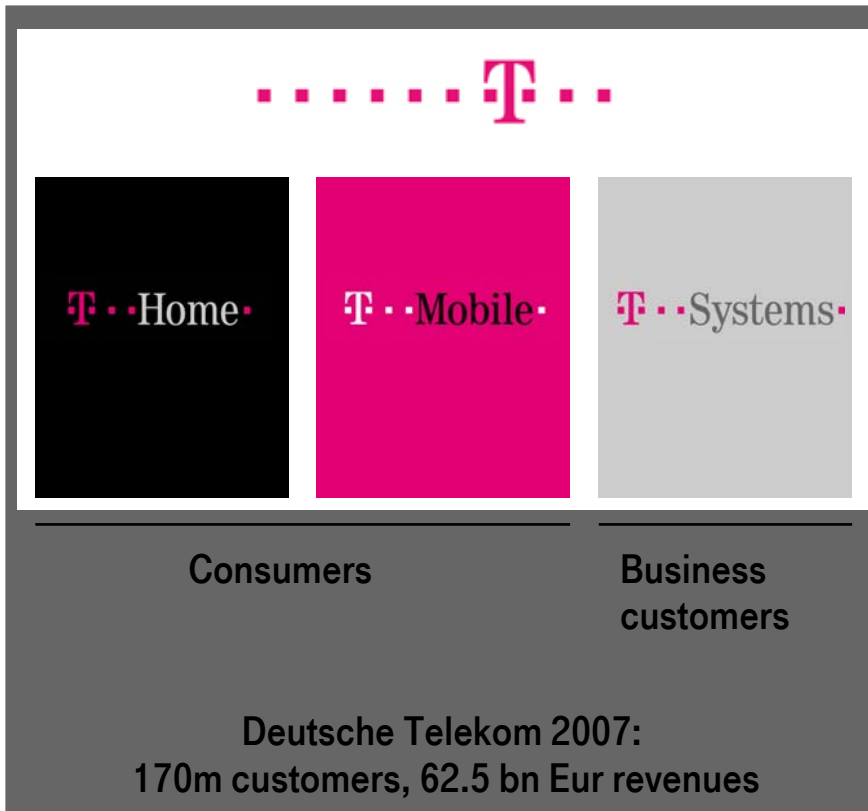 T
T··Home·
T··Mobile·
T··Systems·
Consumers
Business
customers
Deutsche Telekom 2007:
170m customers, 62.5 bn Eur revenues